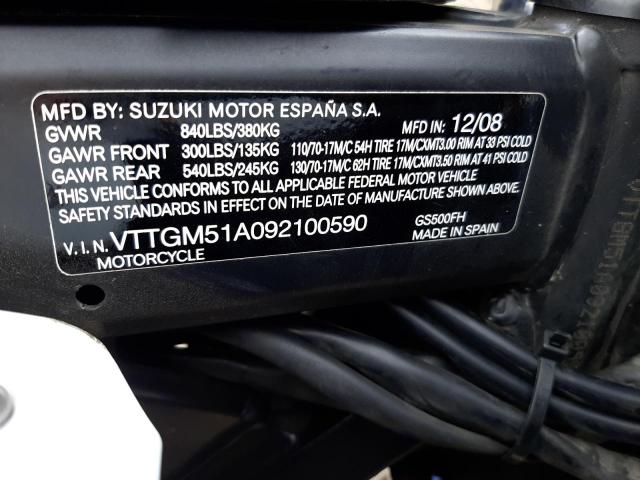 MFD BY: SUZUKI MOTOR ESPAÑA S.A.
GVWR 840LBS/380KG MFD IN: 12/08
GAWR FRONT 300LBS/135KG 110/70-17M/C 54H TIRE 17M/CXMT3.00 RIM AT 33 PSI COLD
GAWR REAR 540LBS/245KG 130/70-17M/C 62H TIRE 17M/CXMT3.50 RIM AT 41 PSI COLD
THIS VEHICLE CONFORMS TO ALL APPLICABLE FEDERAL MOTOR VEHICLE
SAFETY STANDARDS IN EFFECT ON THE DATE OF MANUFACTURE SHOWN ABOVE.
V.I.N. VTTGM51A092100590 GS500FH
MOTORCYCLE MADE IN SPAIN